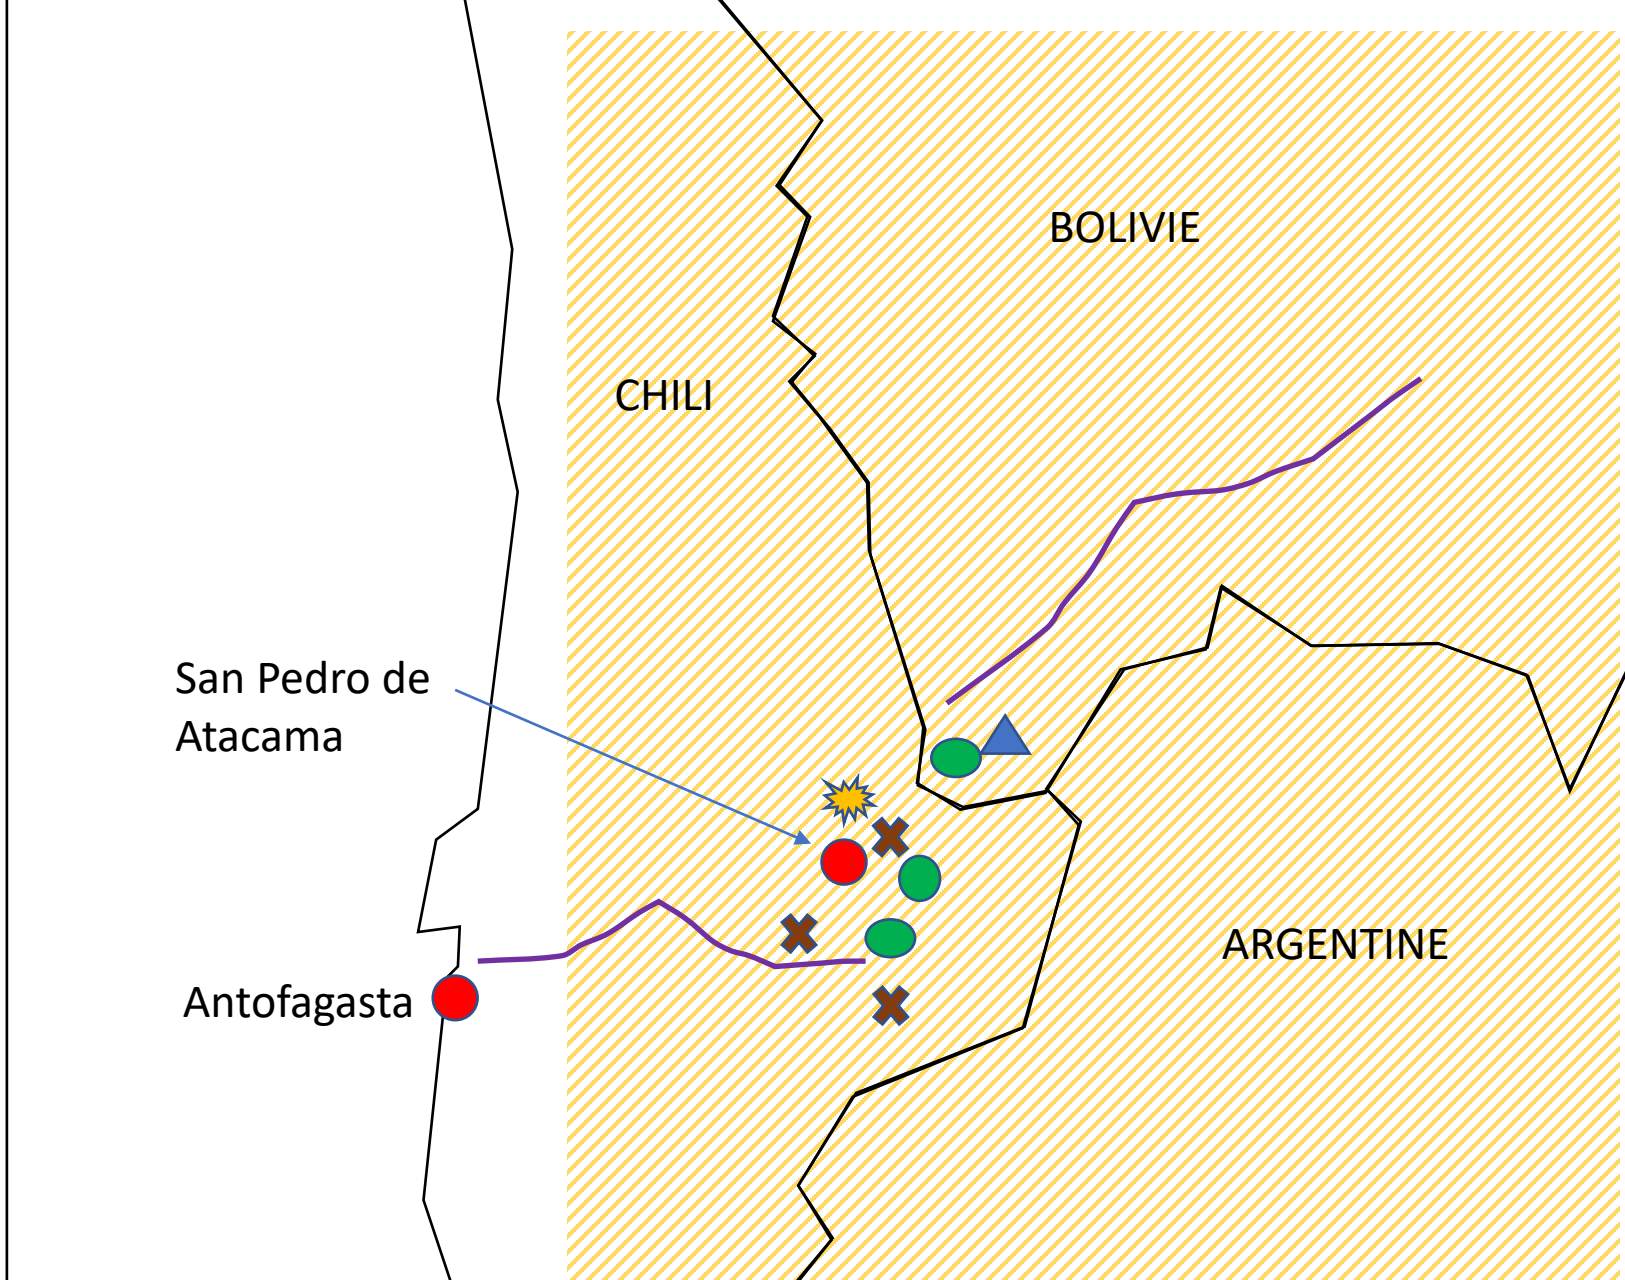 BOLIVIE
CHILI
San Pedro de
Atacama
ARGENTINE
Antofagasta